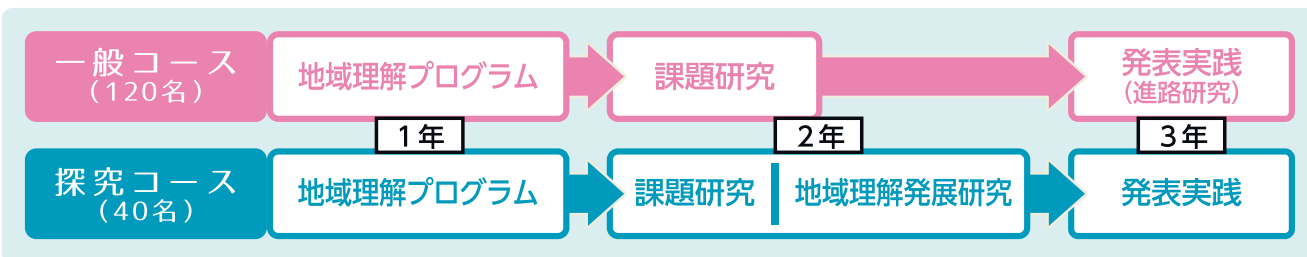 一般コース
（120名）
地域理解プログラム
課題研究
発表実践
（進路研究）
1年
2年
3年
探究コース
（40名）
地域理解プログラム
課題研究
地域理解発展研究
発表実践